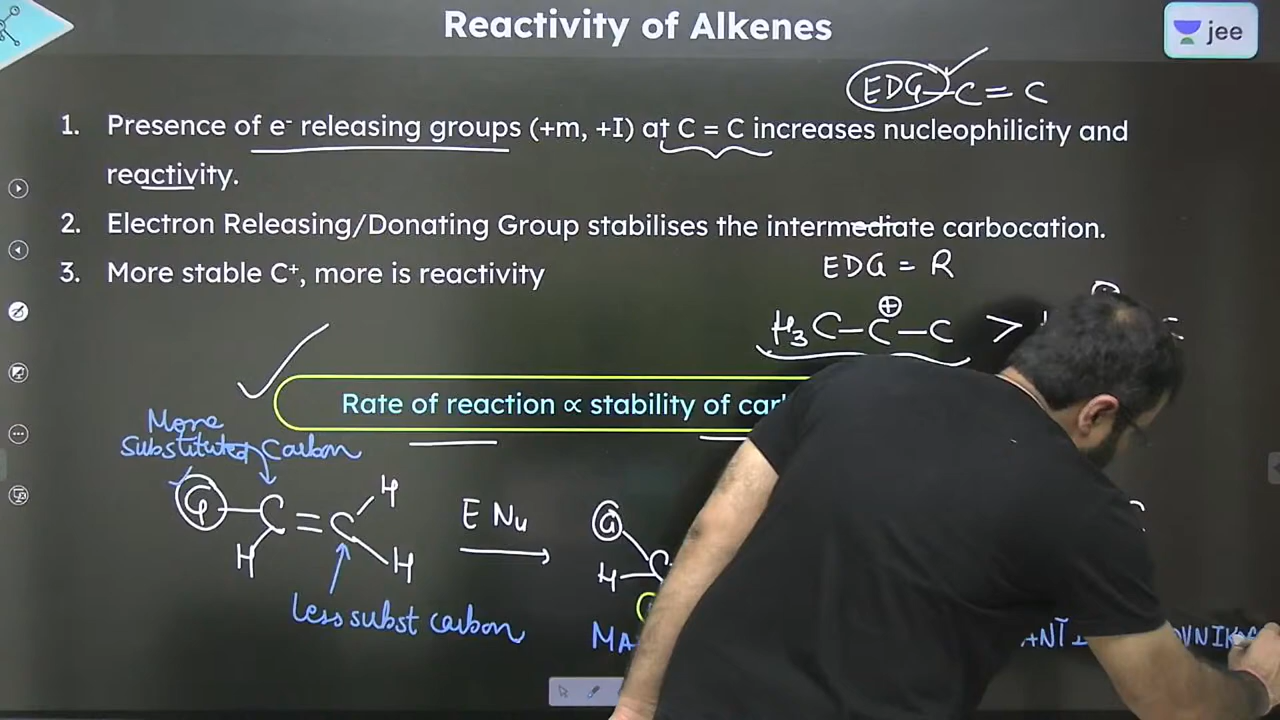 Reactivity of Alkenes
jee
EDG-C=C
1. Presence of e⁻ releasing groups (+m, +I) at C = C increases nucleophilicity and
reactivity.
2. Electron Releasing/Donating Group stabilises the intermediate carbocation.
EDG = R
3. More stable C⁺, more is reactivity
H₃C-C-C >
⊕
Rate of reaction ∝ stability of
More
Substituted Carbon
G-C=C
H
H
H
E Nu
G
H-C
Less subst carbon